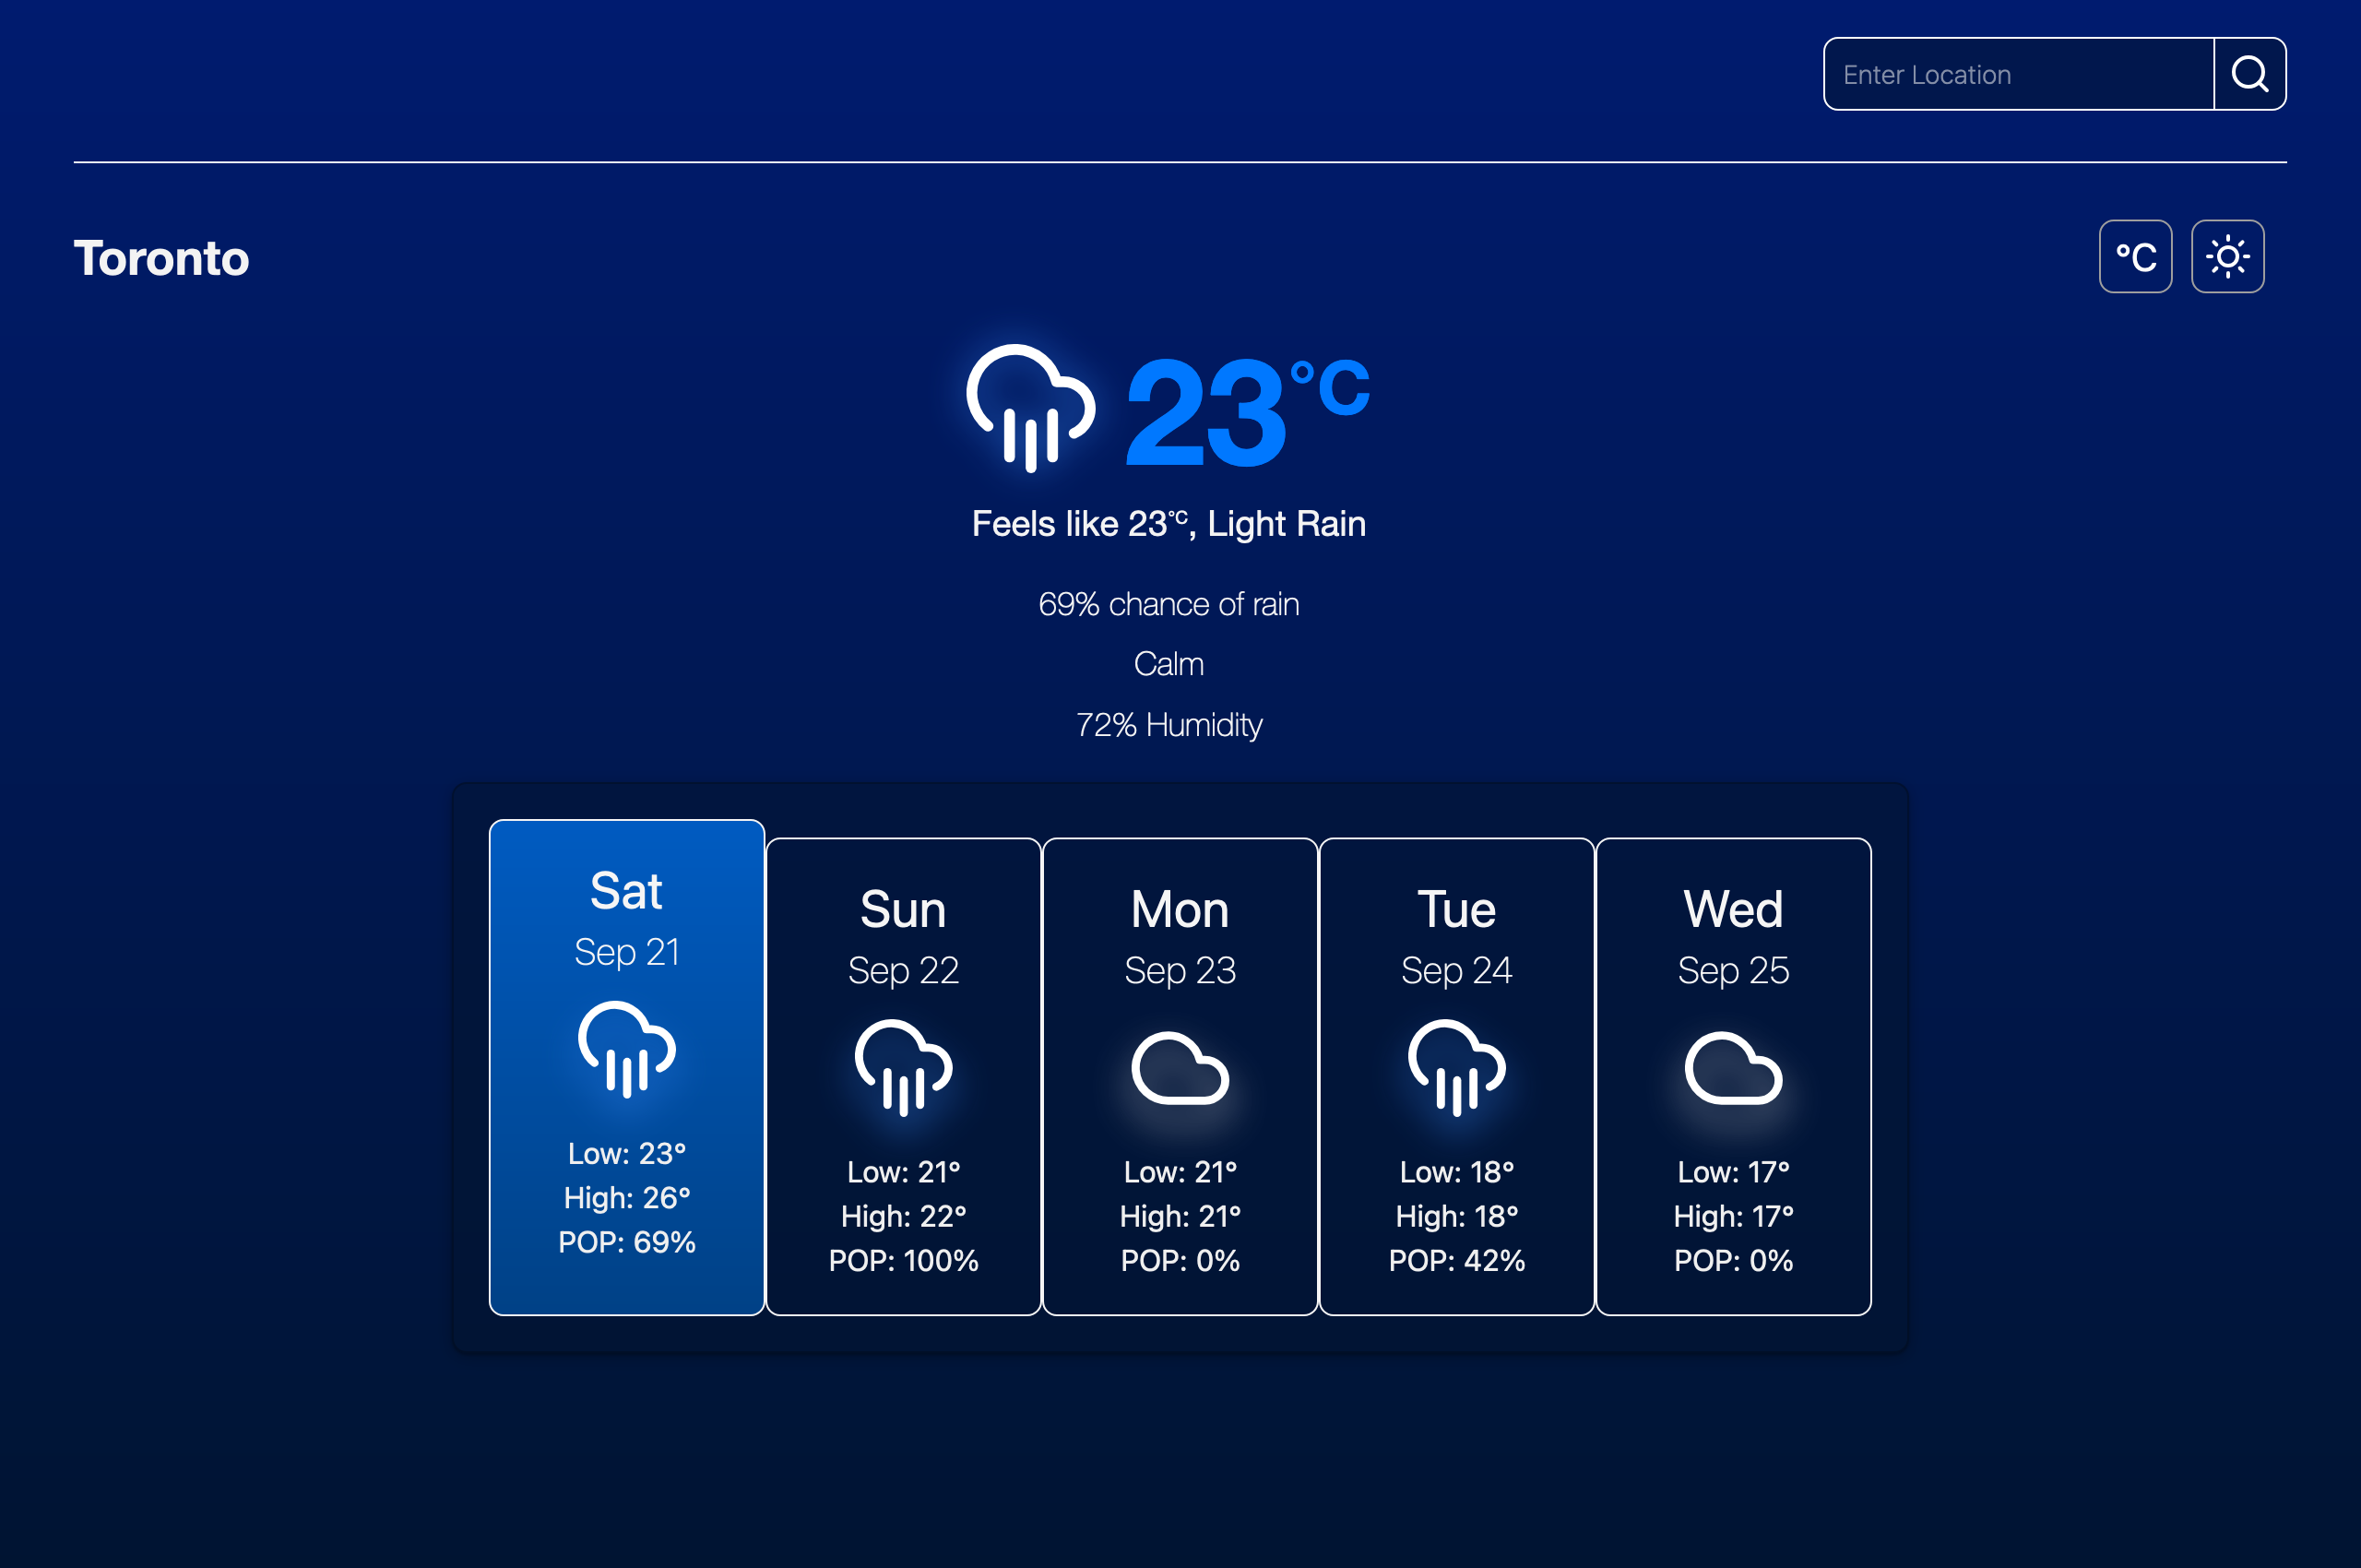 Enter Location
Toronto
°C
23°C
Feels like 23°C, Light Rain
69% chance of rain
Calm
72% Humidity
Sat
Sep 21
Low: 23°
High: 26°
POP: 69%
Sun
Sep 22
Low: 21°
High: 22°
POP: 100%
Mon
Sep 23
Low: 21°
High: 21°
POP: 0%
Tue
Sep 24
Low: 18°
High: 18°
POP: 42%
Wed
Sep 25
Low: 17°
High: 17°
POP: 0%